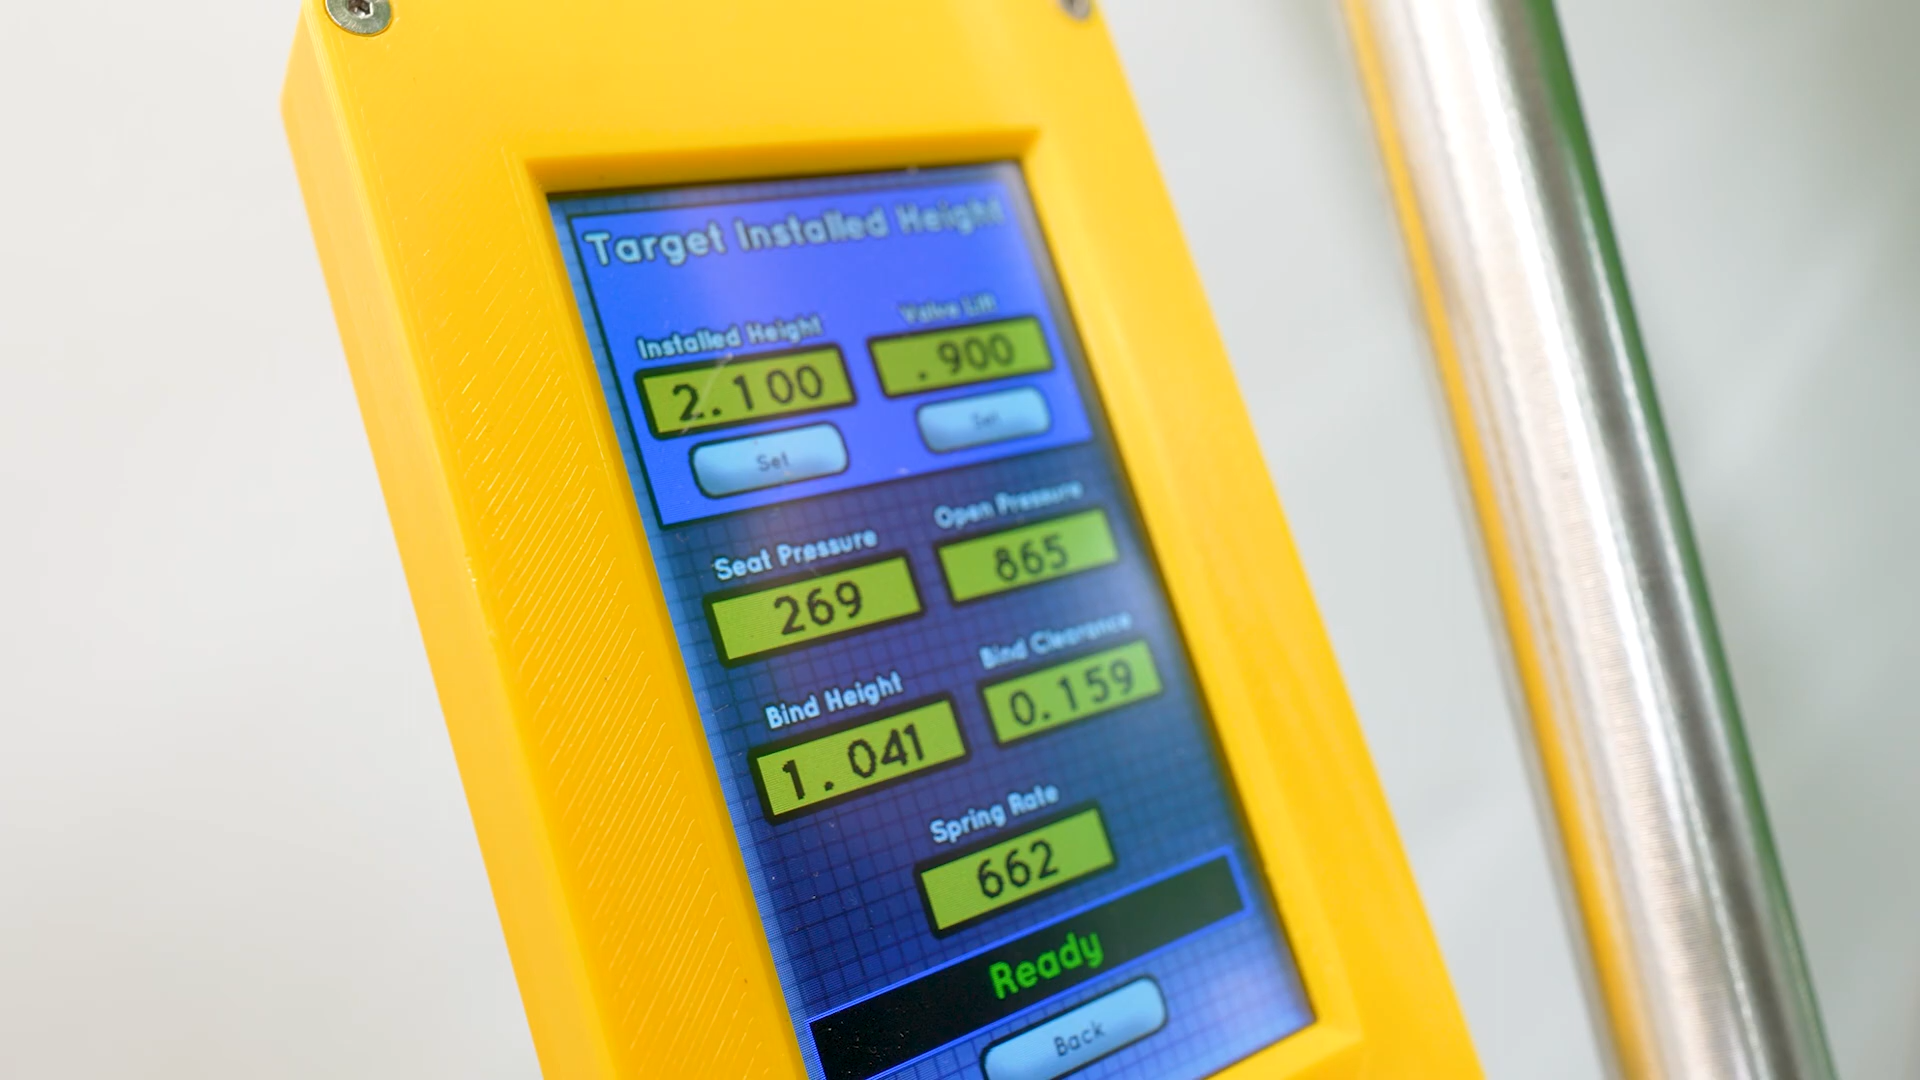 Target Installed Height
Installed Height
Valve Lift
2.100
.900
Set
Set
Seat Pressure
Open Pressure
269
865
Bind Height
Bind Clearance
1.041
0.159
Spring Rate
662
Ready
Back